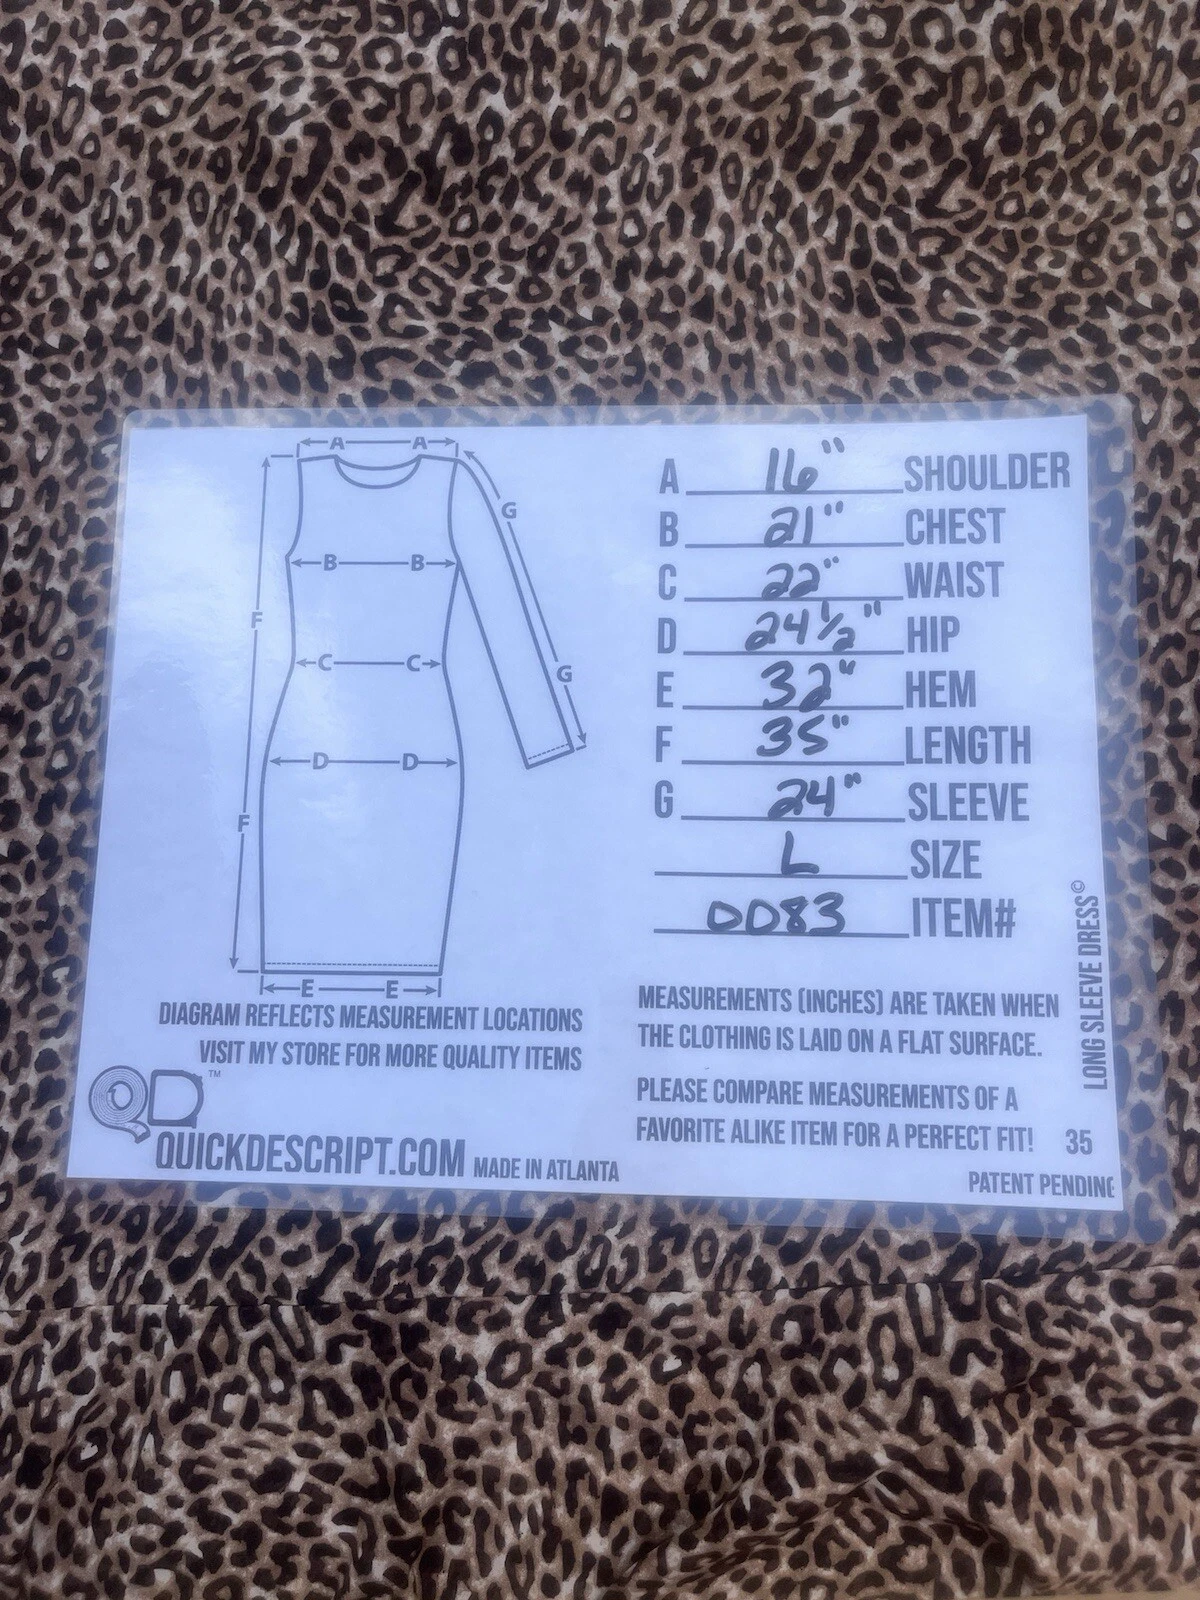 A A
G
B B
F
C C
G
D D
F
E E
DIAGRAM REFLECTS MEASUREMENT LOCATIONS
VISIT MY STORE FOR MORE QUALITY ITEMS
QD™
QUICKDESCRIPT.COM MADE IN ATLANTA
A 16" SHOULDER
B 21" CHEST
C 22" WAIST
D 24 1/2" HIP
E 32" HEM
F 35" LENGTH
G 24" SLEEVE
L SIZE
0083 ITEM#
MEASUREMENTS (INCHES) ARE TAKEN WHEN
THE CLOTHING IS LAID ON A FLAT SURFACE.
PLEASE COMPARE MEASUREMENTS OF A
FAVORITE ALIKE ITEM FOR A PERFECT FIT! 35
PATENT PENDING
LONG SLEEVE DRESS©